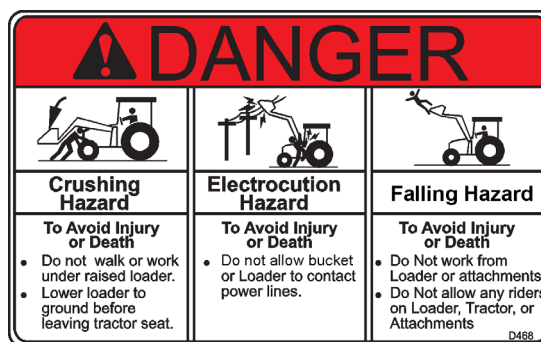 DANGER
Crushing
Hazard
To Avoid Injury
or Death
• Do not walk or work
under raised loader.
• Lower loader to
ground before
leaving tractor seat.
Electrocution
Hazard
To Avoid Injury
or Death
• Do not allow bucket
or Loader to contact
power lines.
Falling Hazard
To Avoid Injury
or Death
• Do Not work from
Loader or attachments
• Do Not allow any riders
on Loader, Tractor, or
Attachments
D468